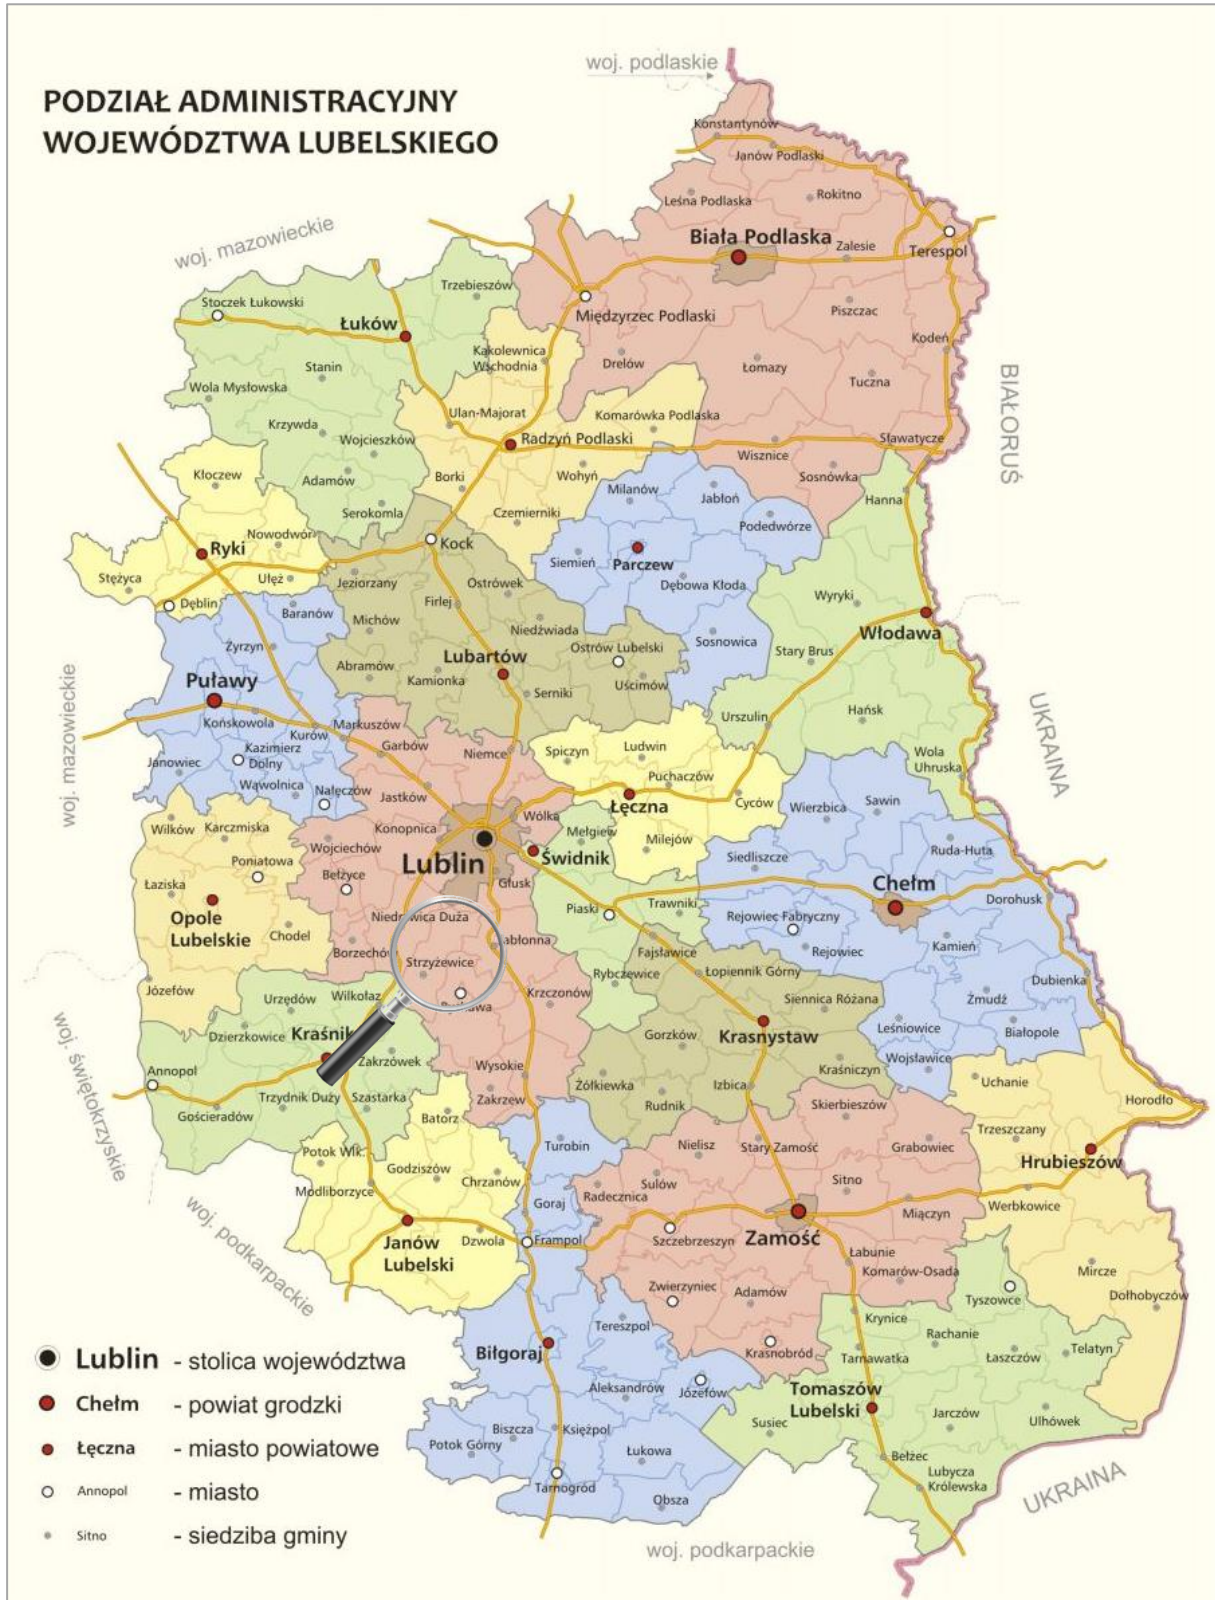 woj. podlaskie
PODZIAŁ ADMINISTRACYJNY
WOJEWÓDZTWA LUBELSKIEGO
Konstantynów
Janów Podlaski
Leśna Podlaska
Rokitno
woj. mazowieckie
Biała Podlaska
Zalesie
Terespol
Trzebieszów
Stoczek Łukowski
Międzyrzec Podlaski
Piszczac
Łuków
Kodeń
Kąkolewnica
Wschodnia
Drelów
Łomazy
Stanin
Tuczna
BIAŁORUŚ
Wola Mysłowska
Ulan-Majorat
Komarówka Podlaska
Krzywda
Wojcieszków
Radzyń Podlaski
Sławatycze
Wisznice
Kłoczew
Adamów
Borki
Wohyń
Sosnówka
Milanów
Jabłoń
Hanna
Serokomla
Czemierniki
Podedwórze
Nowodwór
Ryki
Kock
Siemień
Parczew
Stężyca
Ułęż
Jeziorzany
Ostrówek
Dębowa Kłoda
Wyryki
Dęblin
Baranów
Firlej
Michów
Niedźwiada
Włodawa
Żyrzyn
Ostrów Lubelski
Sosnowica
Stary Brus
Lubartów
Abramów
Kamionka
Puławy
Uścimów
Serniki
woj. mazowieckie
Końskowola
Markuszów
Urszulin
Hańsk
UKRAINA
Kurów
Kazimierz
Dolny
Garbów
Niemce
Spiczyn
Ludwin
Wola
Uhruska
Janowiec
Puchaczów
Wąwolnica
Nałęczów
Jastków
Łęczna
Cyców
Wierzbica
Sawin
Wilków
Karczmiska
Konopnica
Wólka
Mełgiew
Milejów
Wojciechów
Ruda-Huta
Poniatowa
Lublin
Świdnik
Siedliszcze
Bełżyce
Łaziska
Głusk
Chełm
Dorohusk
Opole
Lubelskie
Piaski
Trawniki
Rejowiec Fabryczny
Chodel
Borzechów
Strzyżewice
Fajsławice
Rejowiec
Kamień
Rybczewice
Łopiennik Górny
Dubienka
Józefów
Urzędów
Wilkołaz
Krzczonów
Siennica Różana
Żmudź
Dzierzkowice
Kraśnik
Gorzków
Krasnystaw
Leśniowice
Białopole
woj. świętokrzyskie
Zakrzówek
Wysokie
Wojsławice
Annopol
Żółkiewka
Izbica
Kraśniczyn
Uchanie
Trzydnik Duży
Szastarka
Zakrzew
Rudnik
Skierbieszów
Horodło
Gościeradów
Batorz
Trzeszczany
Potok Wlk.
Turobin
Nielisz
Stary Zamość
Grabowiec
Hrubieszów
Godziszów
Chrzanów
Sułów
Sitno
Modliborzyce
Goraj
Radecznica
Miączyn
Werbkowice
woj. podkarpackie
Janów
Lubelski
Dzwola
Frampol
Szczebrzeszyn
Zamość
Łabunie
Komarów-Osada
Mircze
Zwierzyniec
Adamów
Tyszowce
Dołhobyczów
Tereszpol
Krynice
Rachanie
Łaszczów
Telatyn
Biłgoraj
Krasnobród
Tarnawatka
Aleksandrów
Józefów
Tomaszów
Lubelski
Susiec
Jarczów
Ulhówek
Biszcza
Księżpol
Potok Górny
Łukowa
Bełżec
Lubycza
Królewska
Tarnogród
Obsza
UKRAINA
woj. podkarpackie
Lublin - stolica województwa
Chełm - powiat grodzki
Łęczna - miasto powiatowe
Annopol - miasto
Sitno - siedziba gminy